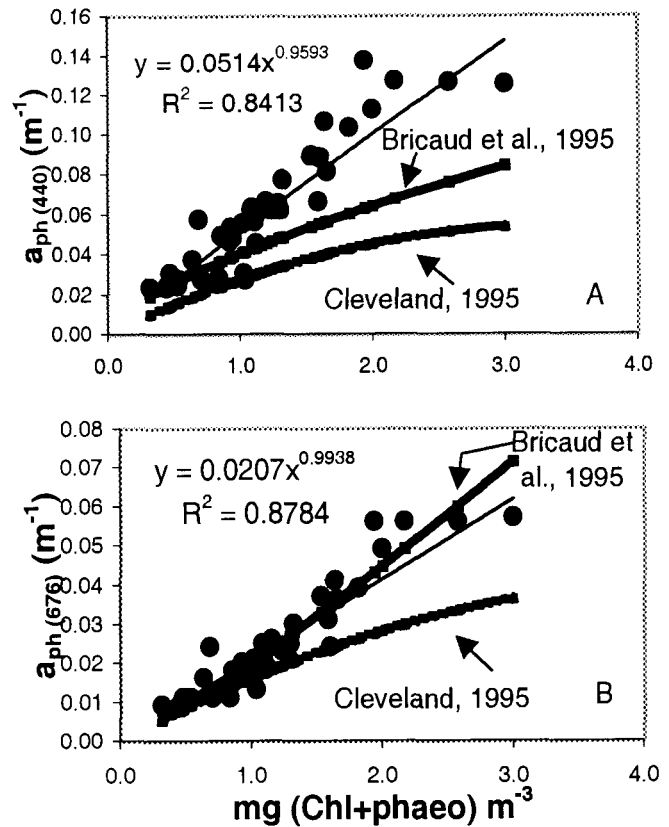 0.16
0.14
0.12
0.10
0.08
0.06
0.04
0.02
0.00
a ph (440) (m⁻¹)
y = 0.0514x^0.9593
R² = 0.8413
Bricaud et al., 1995
Cleveland, 1995
A
0.0 1.0 2.0 3.0 4.0
0.08
0.07
0.06
0.05
0.04
0.03
0.02
0.01
0.00
a ph (676) (m⁻¹)
y = 0.0207x^0.9938
R² = 0.8784
Bricaud et
al., 1995
Cleveland, 1995
B
0.0 1.0 2.0 3.0 4.0
mg (Chl+phaeo) m⁻³